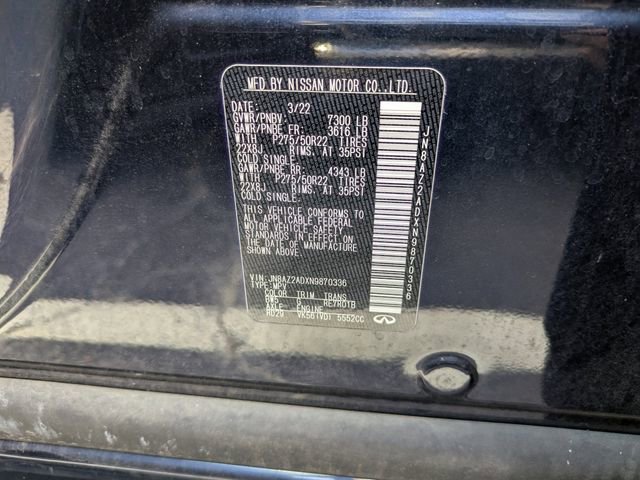 MFD BY NISSAN MOTOR CO.,LTD.
DATE: 3/22
GVWR/PNBV: 7300 LB
GAWR/PNBE FR: 3616 LB
WITH P275/50R22 TIRES
22X8J RIMS, AT 35PSI
COLD SINGLE.
GAWR/PNBE RR: 4343 LB
WITH P275/50R22 TIRES
22X8J RIMS, AT 35PSI
COLD SINGLE.
THIS VEHICLE CONFORMS TO
ALL APPLICABLE FEDERAL
MOTOR VEHICLE SAFETY
STANDARDS IN EFFECT ON
THE DATE OF MANUFACTURE
SHOWN ABOVE.
VIN: JN8AZ2ADXN9870336
TYPE: MPV
COLOR TRIM TRANS
BW5 RE7R01B
AXLE ENGINE
RD29 VK56(VD) 5552CC
JN8AZ2ADXN9870336